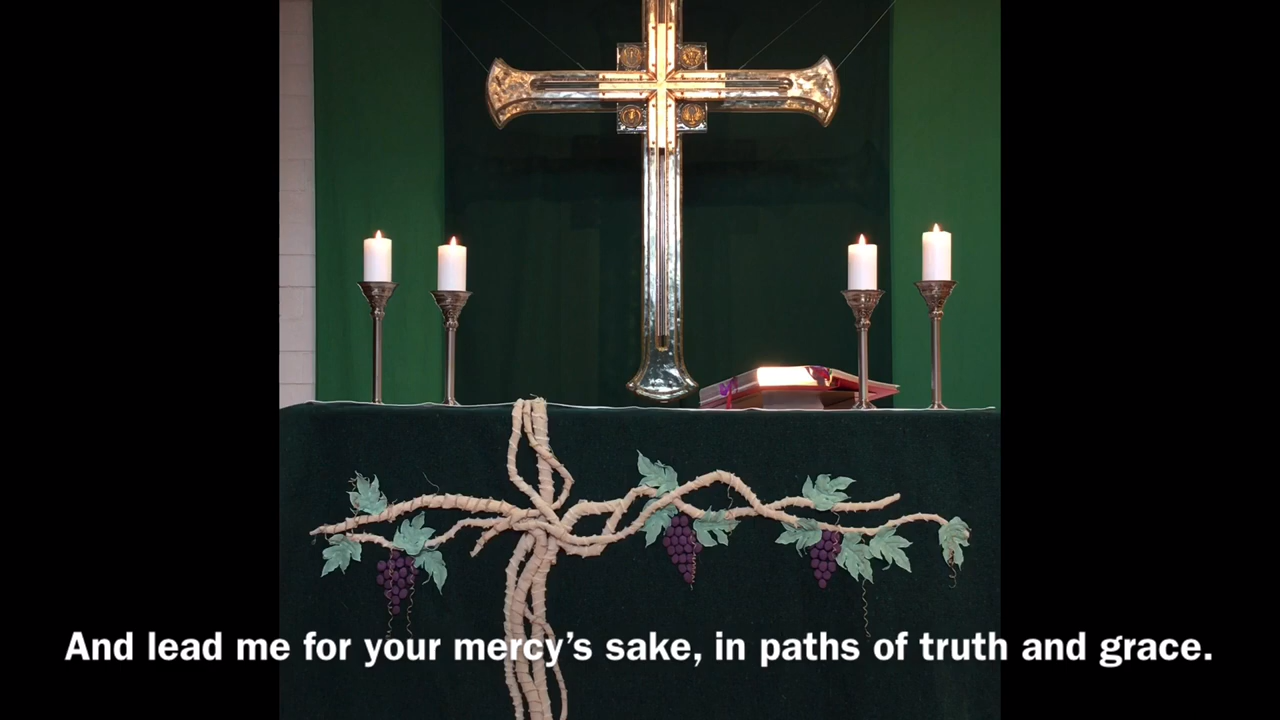 And lead me for your mercy’s sake, in paths of truth and grace.